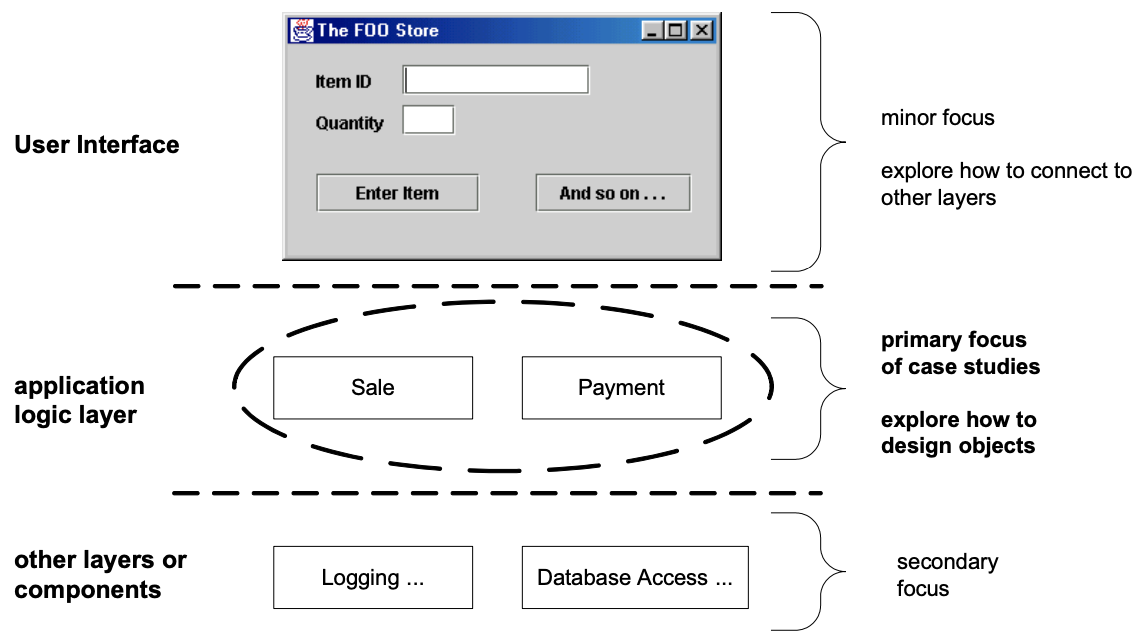 The FOO Store
Item ID
Quantity
Enter Item
And so on . . .
User Interface
minor focus
explore how to connect to
other layers
application
logic layer
Sale
Payment
primary focus
of case studies
explore how to
design objects
other layers or
components
Logging ...
Database Access ...
secondary
focus